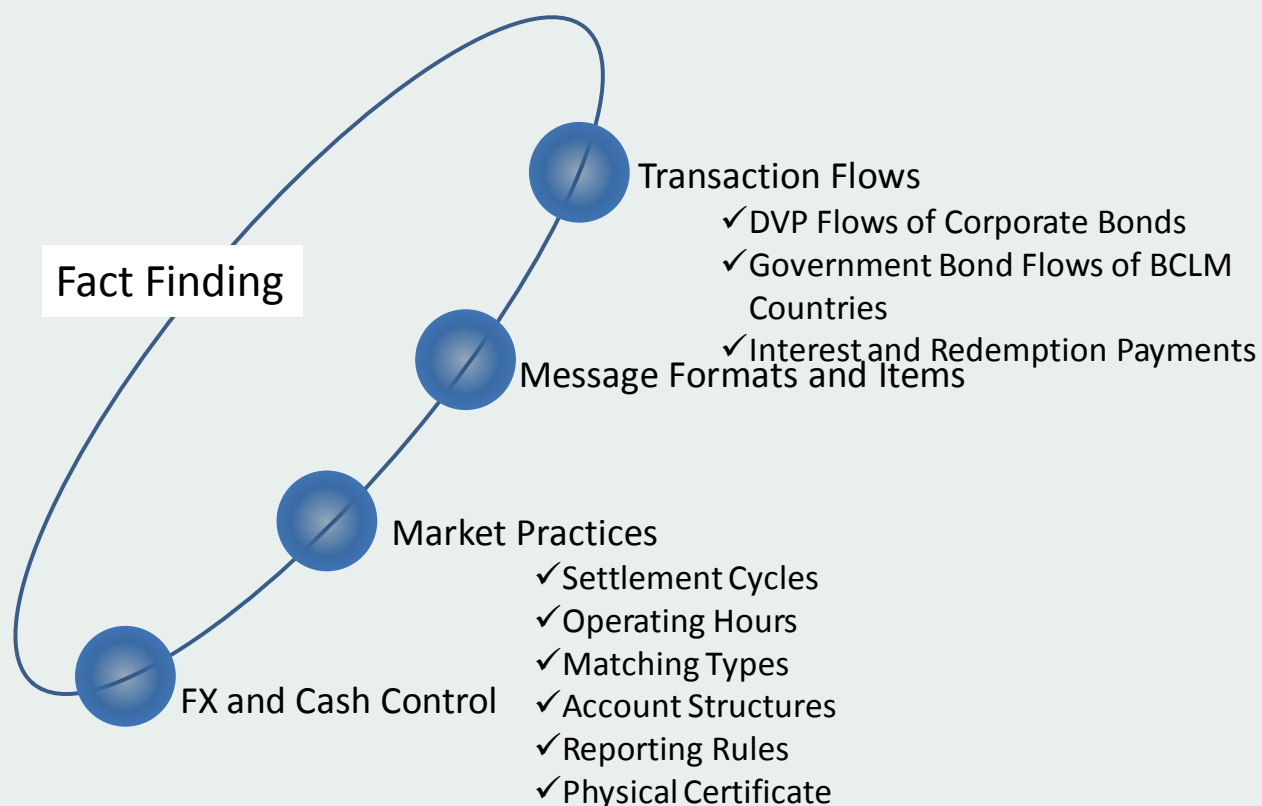 Fact Finding
Transaction Flows
✓DVP Flows of Corporate Bonds
✓Government Bond Flows of BCLM
Countries
✓Interest and Redemption Payments
Message Formats and Items
Market Practices
✓Settlement Cycles
✓Operating Hours
✓Matching Types
✓Account Structures
✓Reporting Rules
✓Physical Certificate
FX and Cash Control